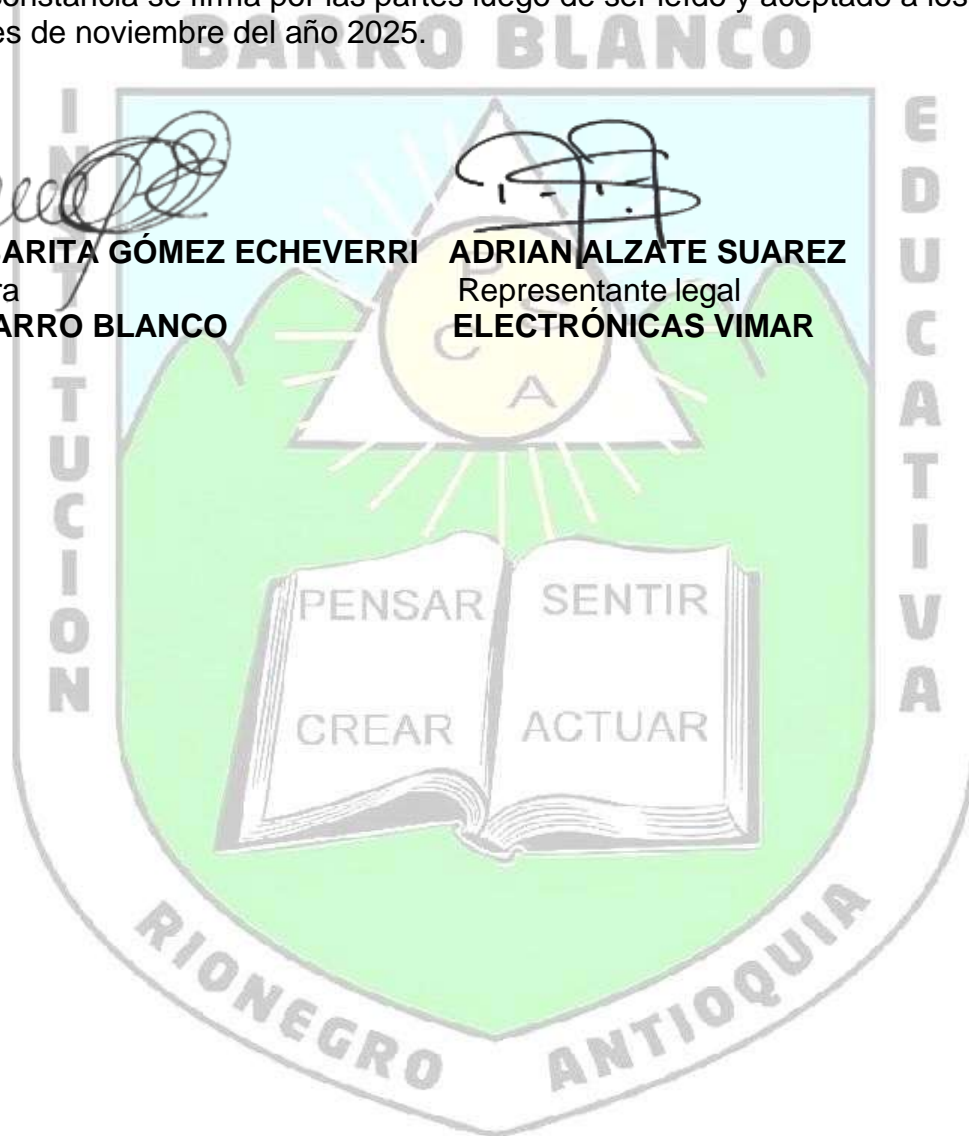 constancia se firma por las partes luego de ser leído y aceptado a los
es de noviembre del año 2025.
BARRO BLANCO
INSTITUCION
EDUCATIVA
ARITA GÓMEZ ECHEVERRI ADRIAN ALZATE SUAREZ
ra Representante legal
ARRO BLANCO ELECTRÓNICAS VIMAR
P
S
C
A
PENSAR SENTIR
CREAR ACTUAR
RIONEGRO ANTIOQUIA